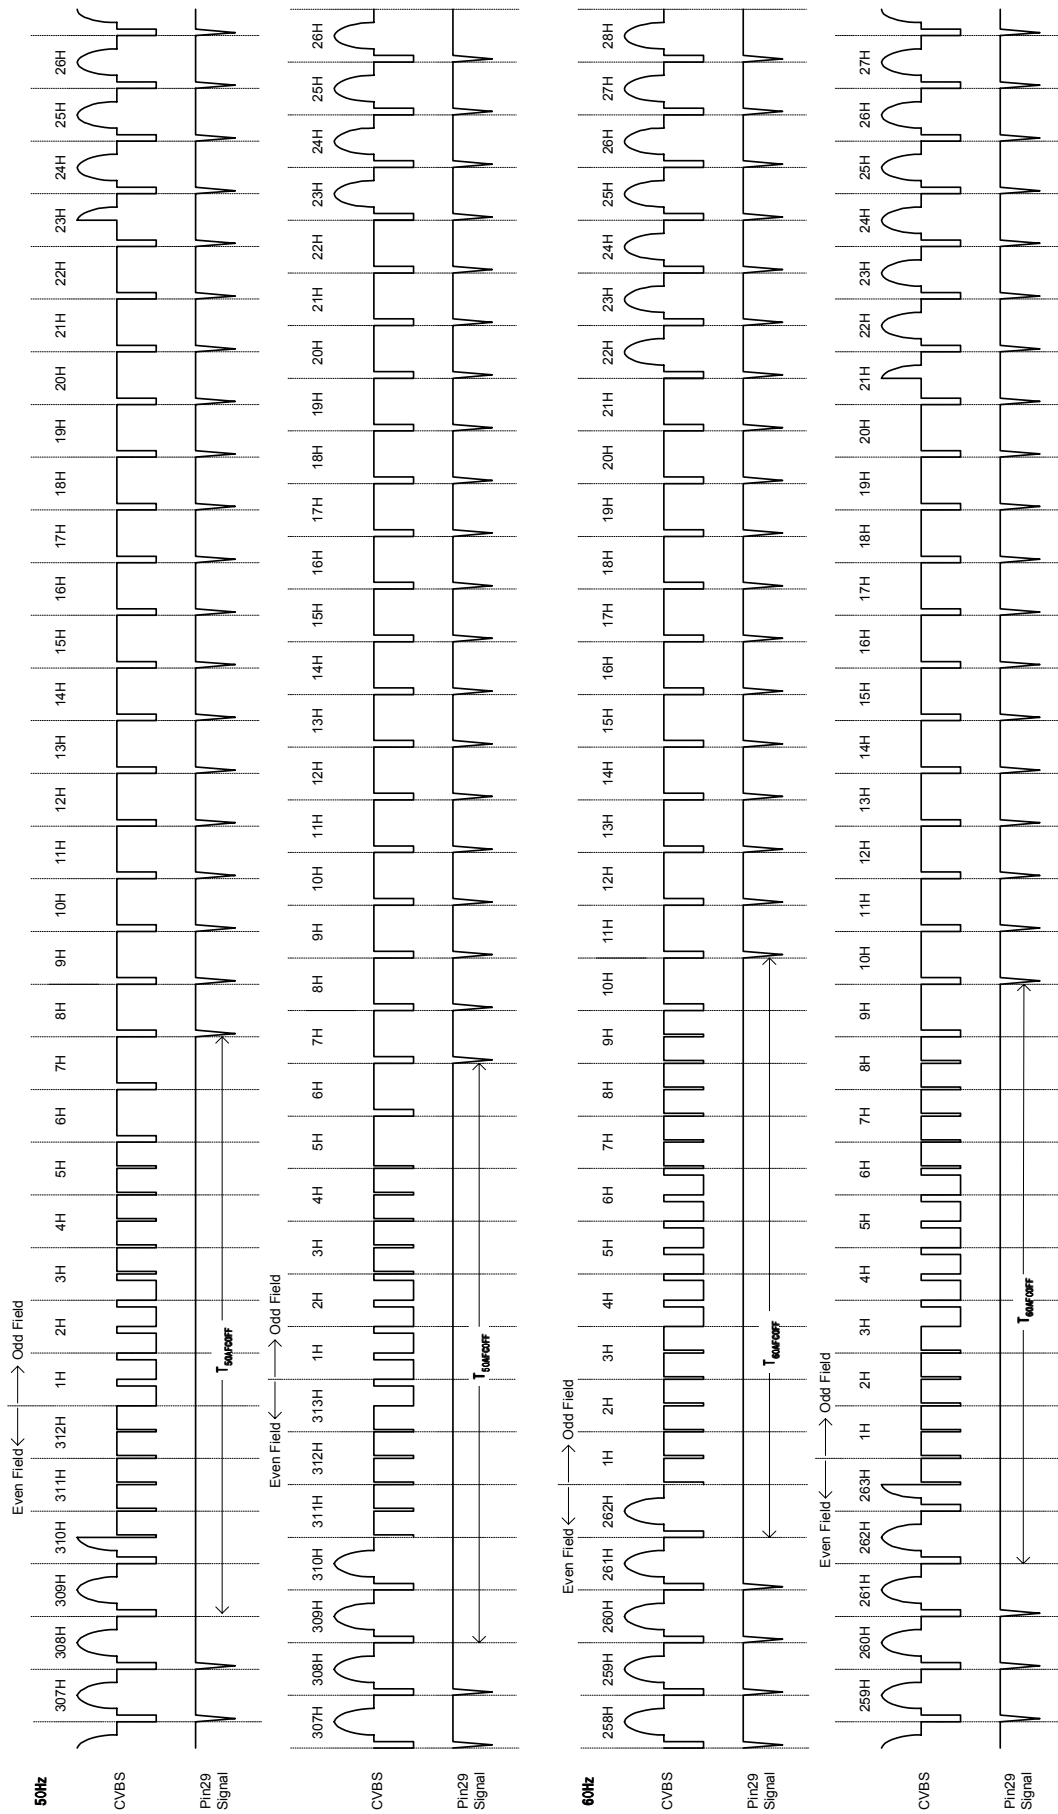 50Hz
Even Field Odd Field
307H 308H 309H 310H 311H 312H 1H 2H 3H 4H 5H 6H 7H 8H 9H 10H 11H 12H 13H 14H 15H 16H 17H 18H 19H 20H 21H 22H 23H 24H 25H 26H
CVBS
Pin29
Signal
T50AFCOFF
Even Field Odd Field
307H 308H 309H 310H 311H 312H 313H 1H 2H 3H 4H 5H 6H 7H 8H 9H 10H 11H 12H 13H 14H 15H 16H 17H 18H 19H 20H 21H 22H 23H 24H 25H 26H
CVBS
Pin29
Signal
T50AFCOFF
60Hz
Even Field Odd Field
258H 259H 260H 261H 262H 1H 2H 3H 4H 5H 6H 7H 8H 9H 10H 11H 12H 13H 14H 15H 16H 17H 18H 19H 20H 21H 22H 23H 24H 25H 26H 27H 28H
CVBS
Pin29
Signal
T60AFCOFF
Even Field Odd Field
259H 260H 261H 262H 263H 1H 2H 3H 4H 5H 6H 7H 8H 9H 10H 11H 12H 13H 14H 15H 16H 17H 18H 19H 20H 21H 22H 23H 24H 25H 26H 27H
CVBS
Pin29
Signal
T60AFCOFF